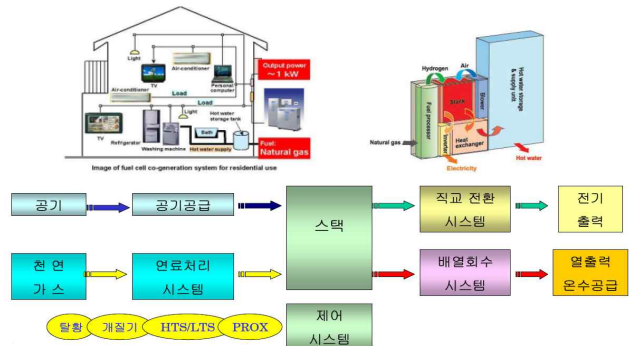 Light
Air-conditioner
TV
Personal
computer
Air-conditioner
Load
Load
Light
Hot water
storage tank
Bath
TV
Refrigerator
Washing machine
Hot water supply
Output power
~1 kW
Fuel:
Natural gas
Image of fuel cell co-generation system for residential use
Hydrogen
Air
Fuel processor
Stack
Blower
Hot water storage
& supply unit
Inverter
Heat
exchanger
Natural gas
Electricity
Hot water
공기
공기공급
스택
직교 전환
시스템
전기
출력
천 연
가 스
연료처리
시스템
배열회수
시스템
열출력
온수공급
탈황
개질기
HTS/LTS
PROX
제어
시스템